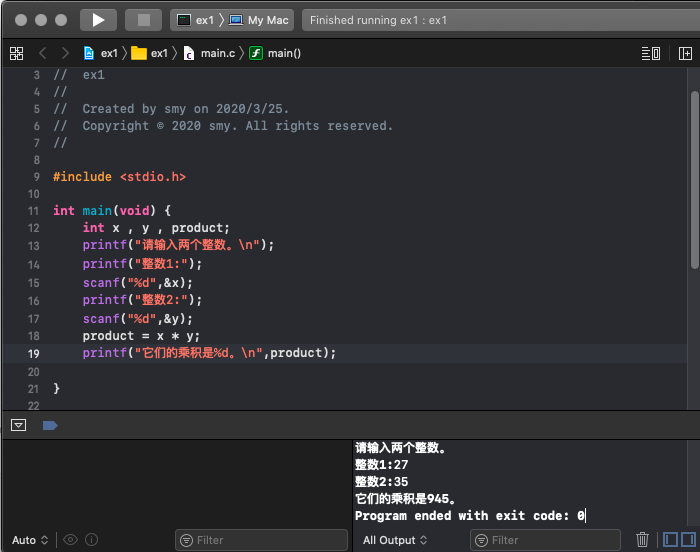 ex1 〉 My Mac
Finished running ex1 : ex1
ex1 〉 ex1 〉 main.c 〉 main()
3 //  ex1
4 //
5 //  Created by smy on 2020/3/25.
6 //  Copyright © 2020 smy. All rights reserved.
7 //
8
9 #include <stdio.h>
10
11 int main(void) {
12     int x , y , product;
13     printf("请输入两个整数。\n");
14     printf("整数1:");
15     scanf("%d",&x);
16     printf("整数2:");
17     scanf("%d",&y);
18     product = x * y;
19     printf("它们的乘积是%d。\n",product);
20
21 }
22
请输入两个整数。
整数1:27
整数2:35
它们的乘积是945。
Program ended with exit code: 0
Auto
Filter
All Output
Filter